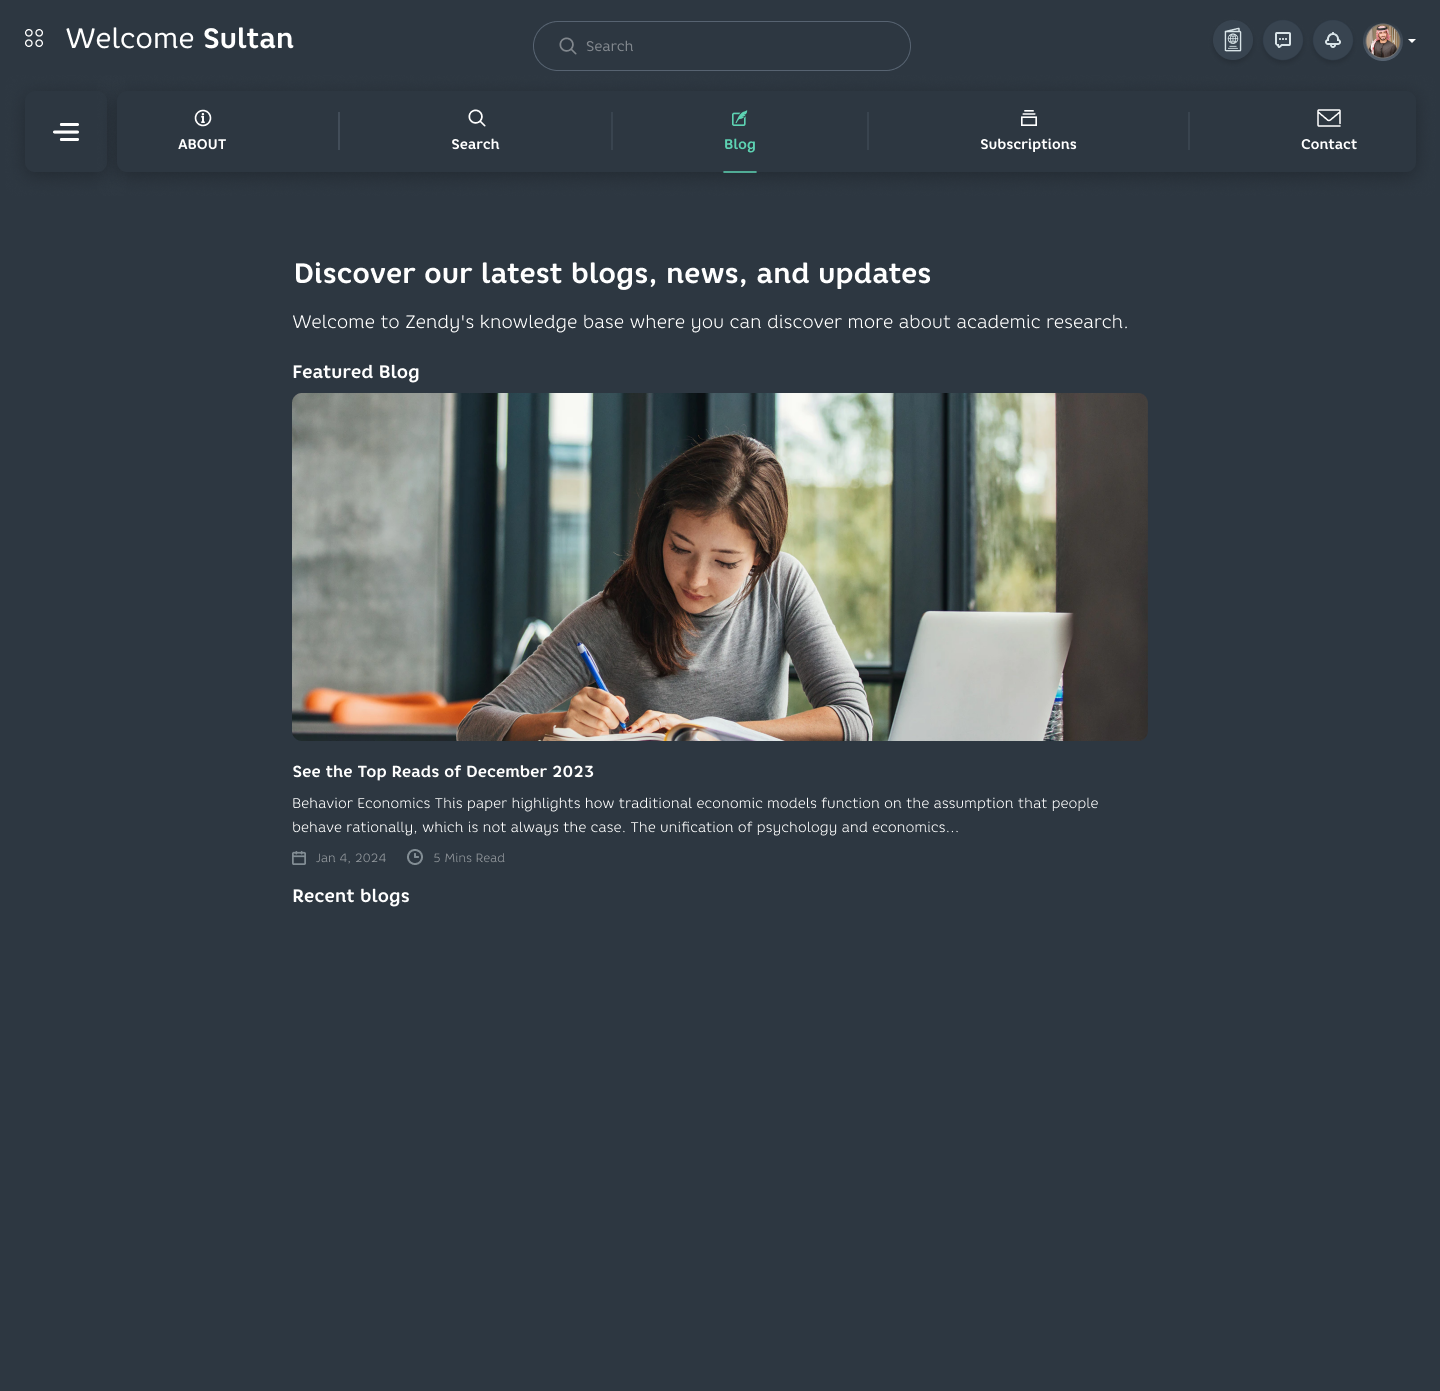 Welcome Sultan
Search
ABOUT
Search
Blog
Subscriptions
Contact
Discover our latest blogs, news, and updates
Welcome to Zendy's knowledge base where you can discover more about academic research.
Featured Blog
See the Top Reads of December 2023
Behavior Economics This paper highlights how traditional economic models function on the assumption that people
behave rationally, which is not always the case. The unification of psychology and economics...
Jan 4, 2024
5 Mins Read
Recent blogs